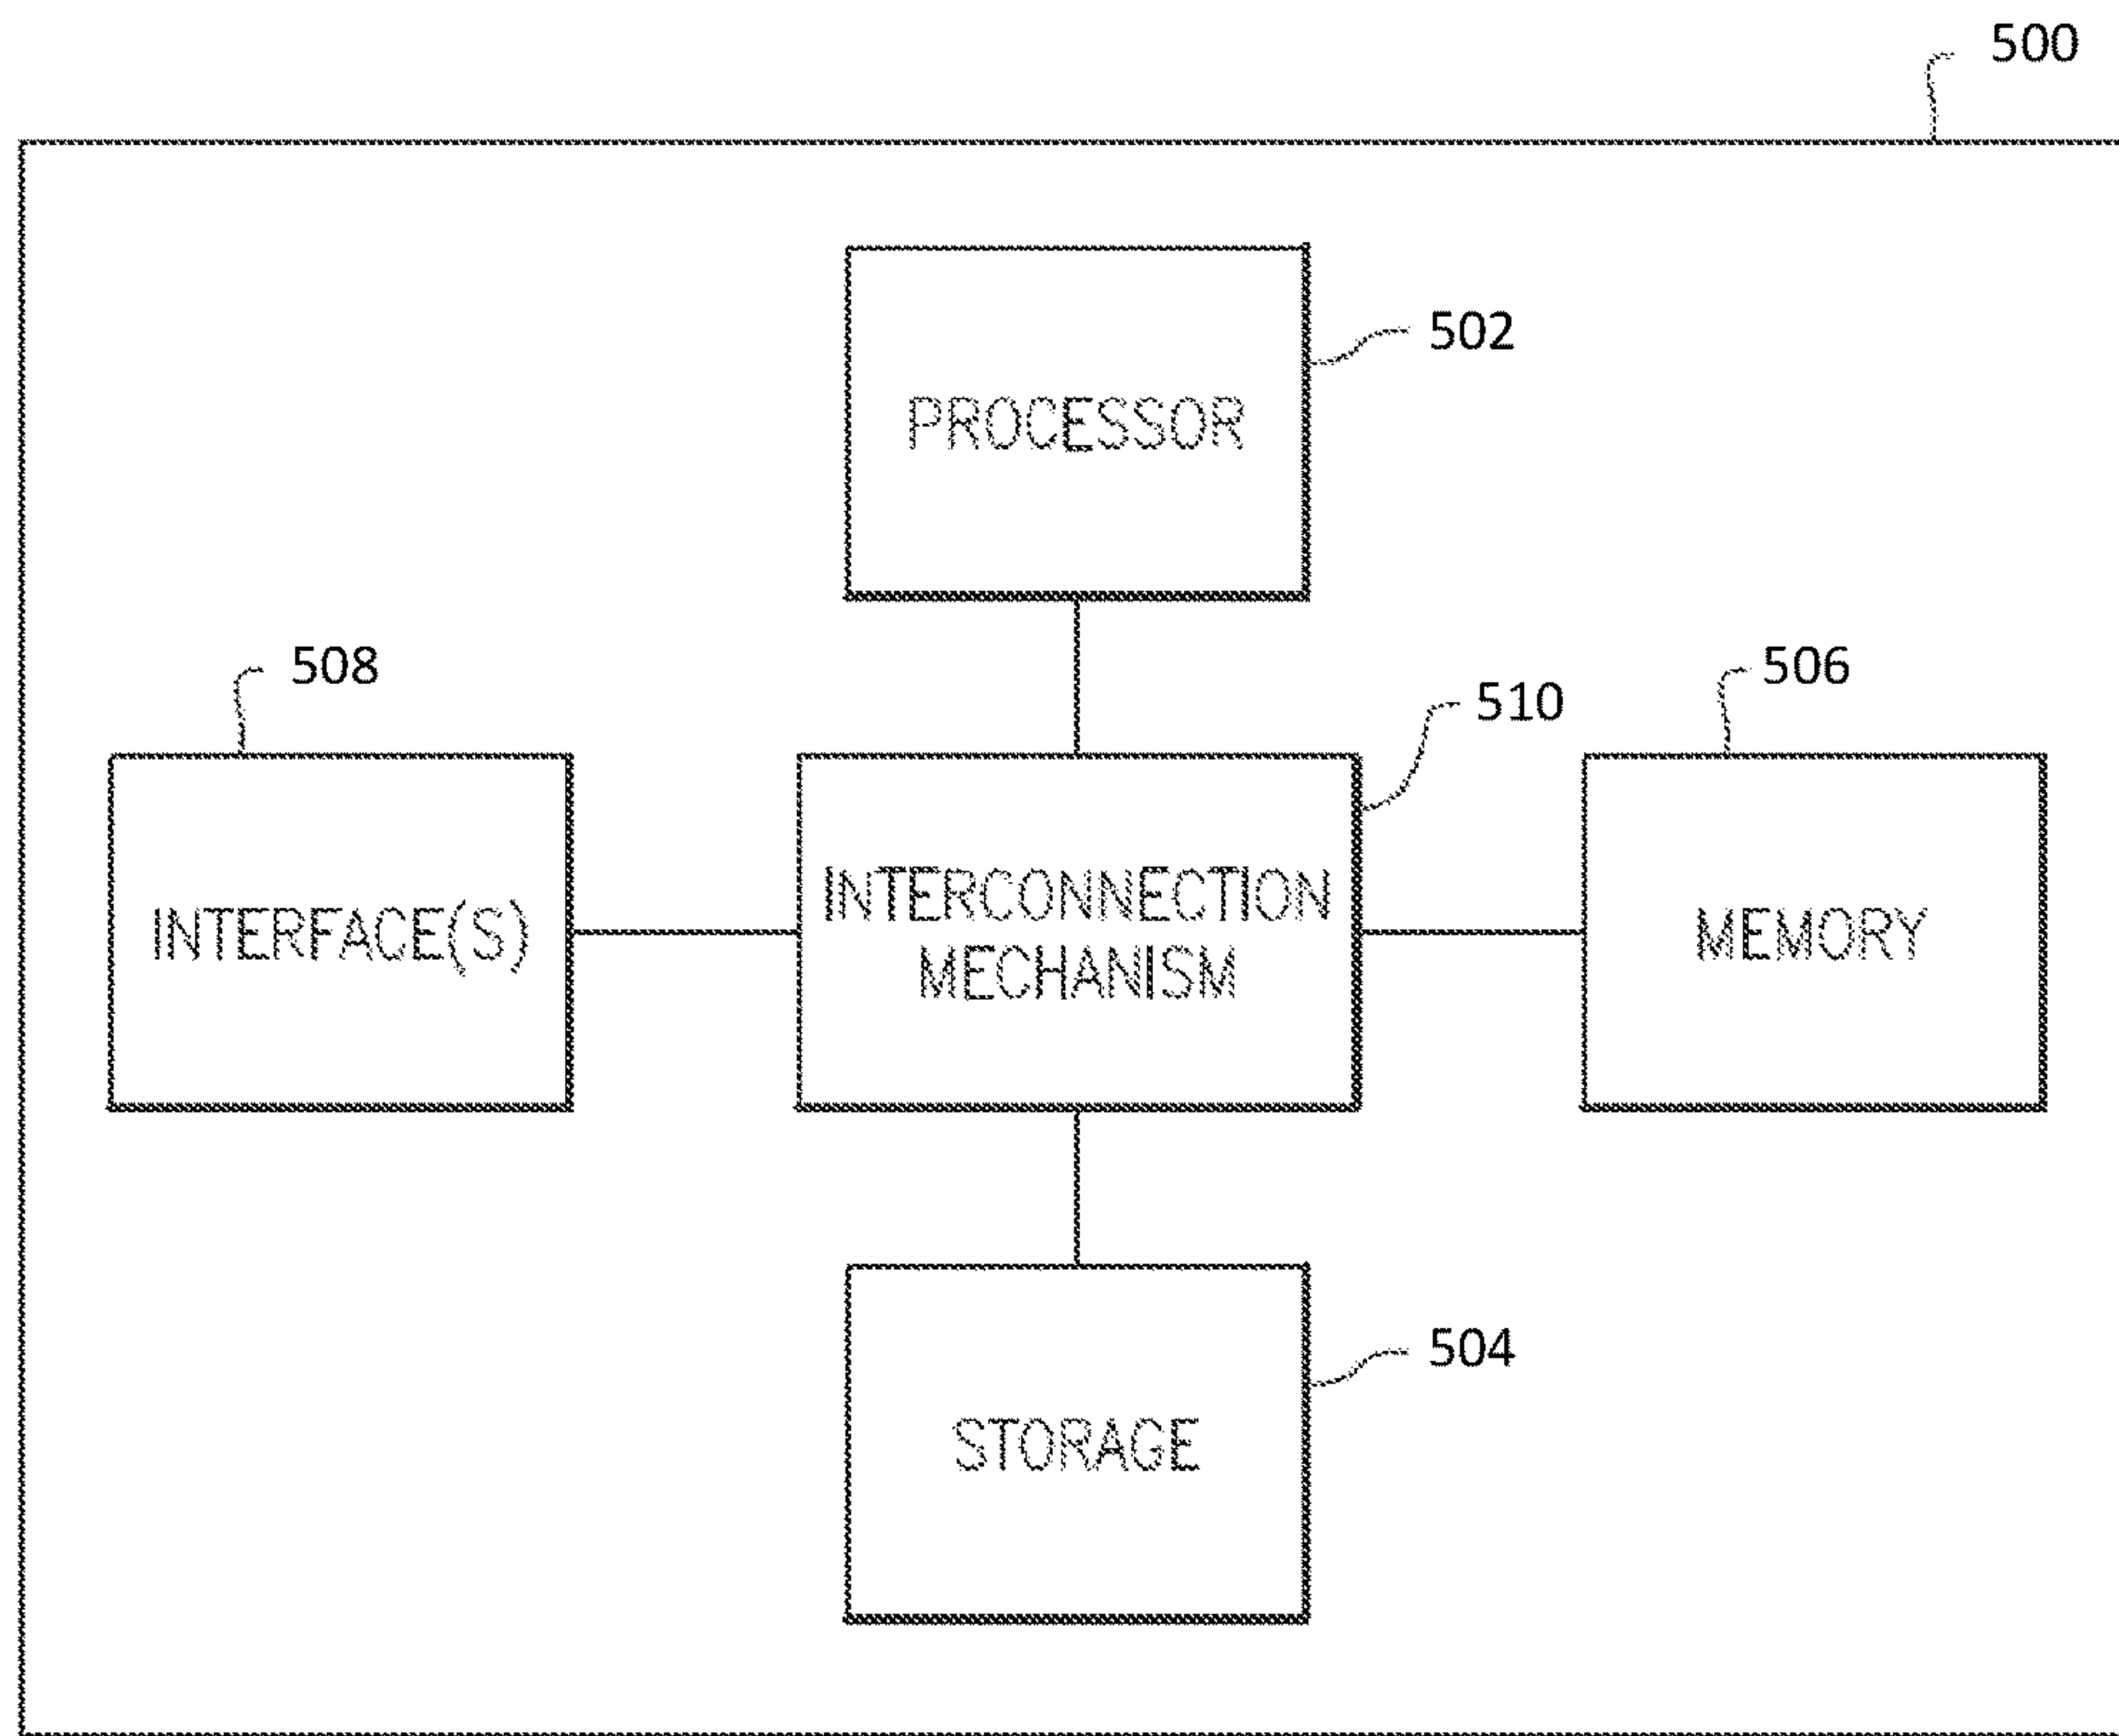 500
502
PROCESSOR
508
510
506
INTERFACE(S)
INTERCONNECTION
MECHANISM
MEMORY
504
STORAGE